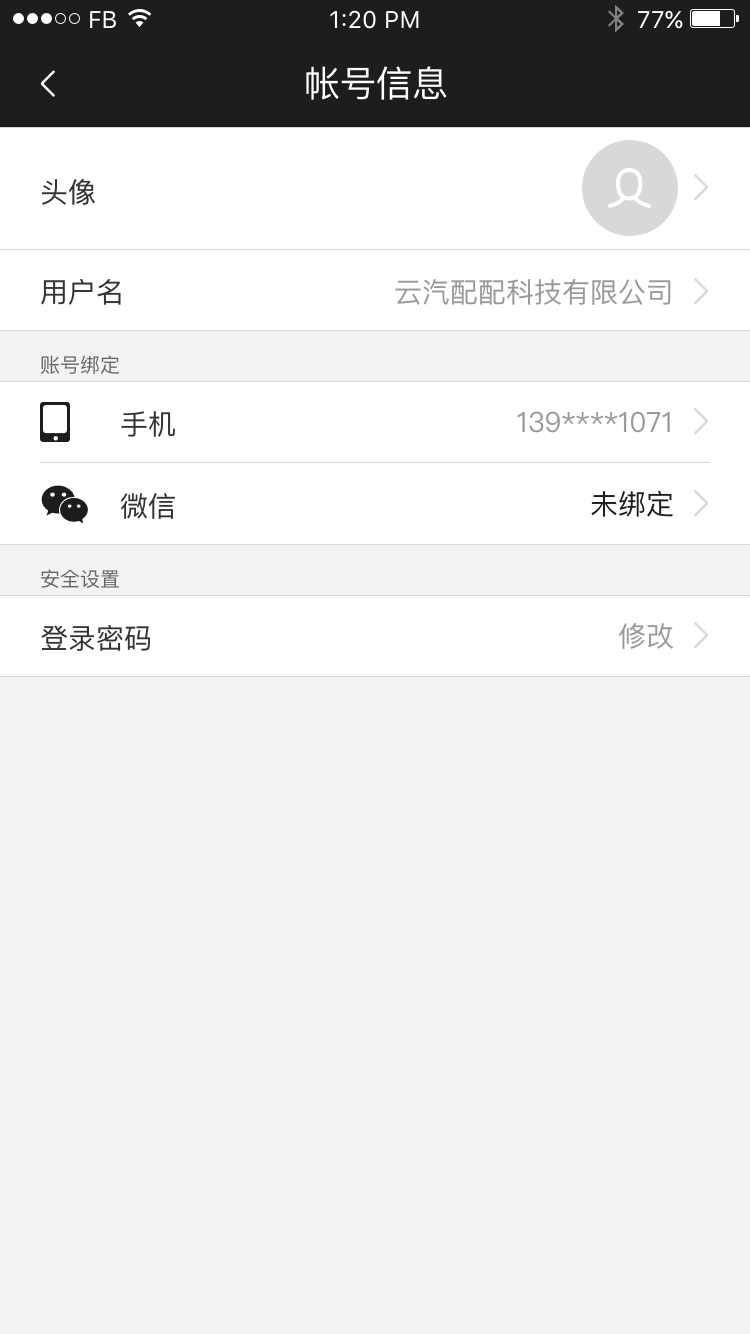 FB 1:20 PM 77%
帐号信息
头像
用户名 云汽配配科技有限公司
账号绑定
手机 139****1071
微信 未绑定
安全设置
登录密码 修改